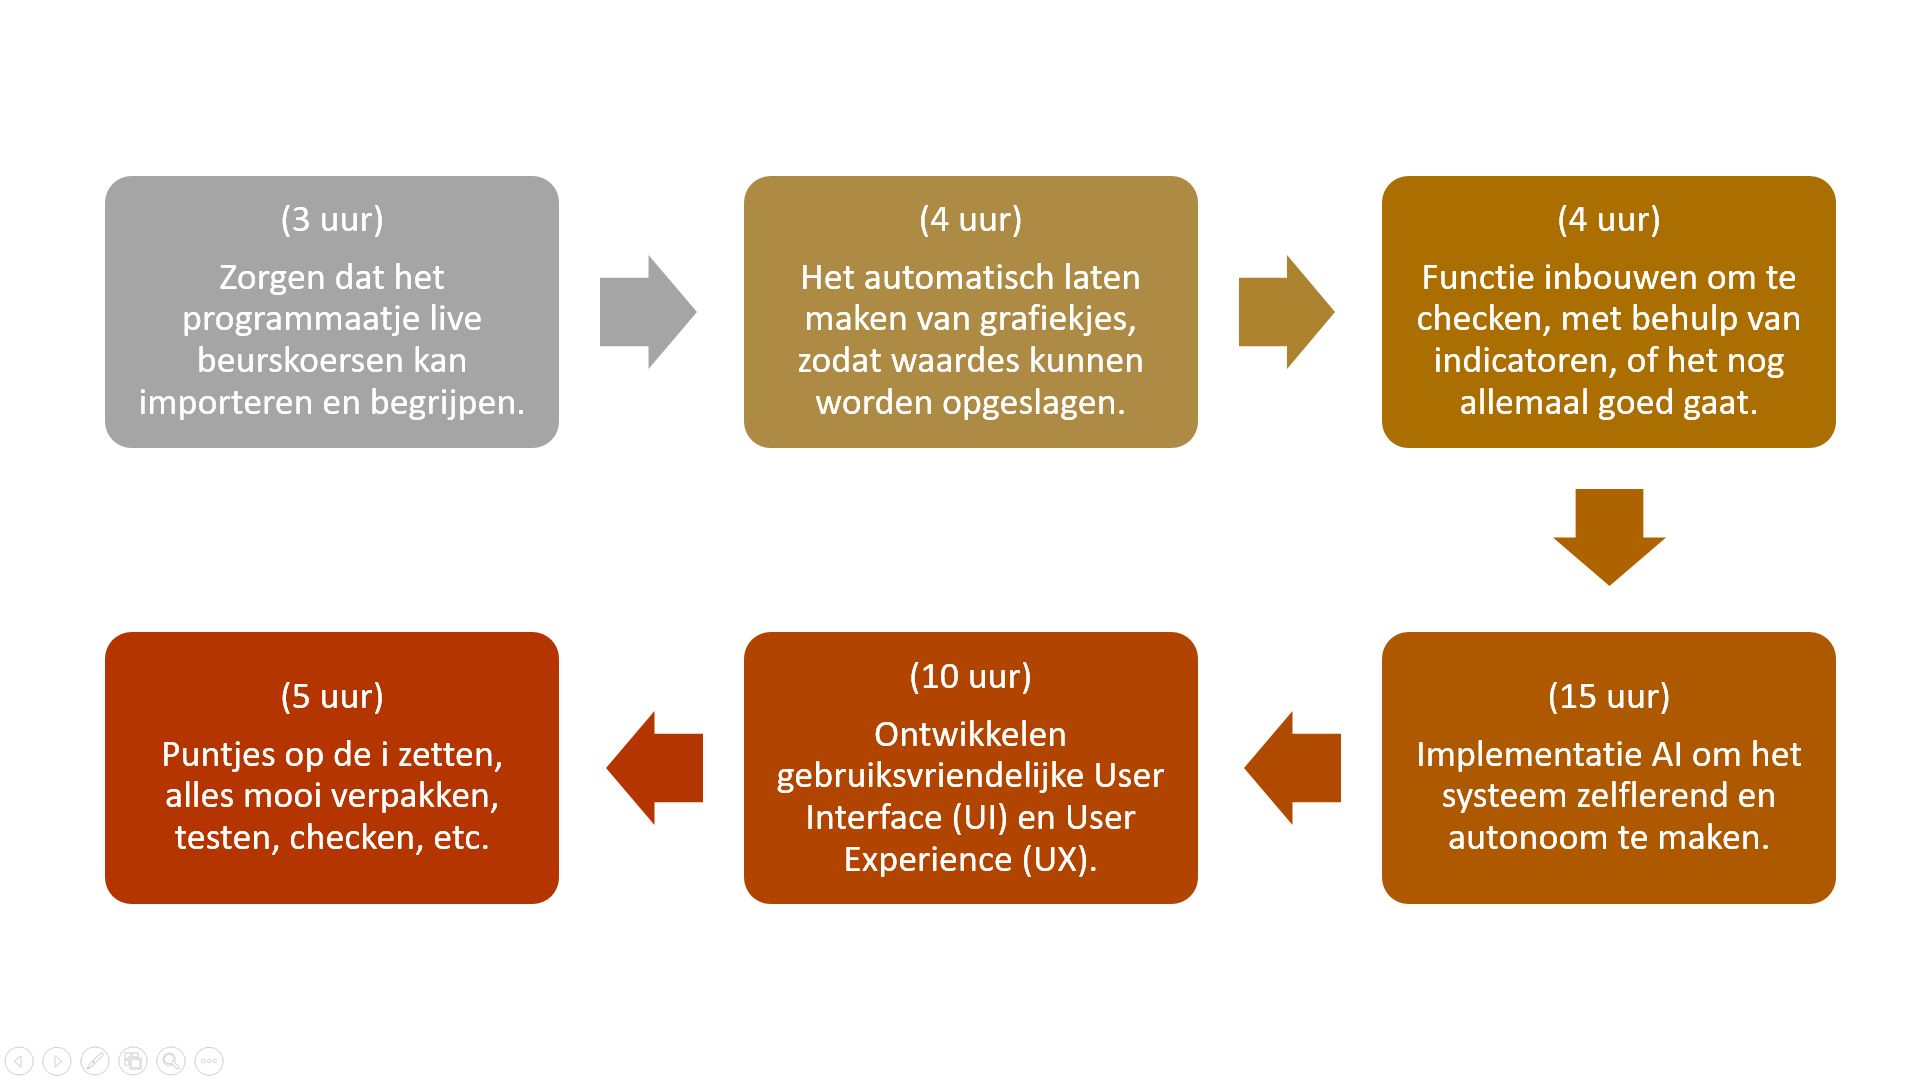 (3 uur)
Zorgen dat het
programmaatje live
beurskoersen kan
importeren en begrijpen.
(4 uur)
Het automatisch laten
maken van grafiekjes,
zodat waardes kunnen
worden opgeslagen.
(4 uur)
Functie inbouwen om te
checken, met behulp van
indicatoren, of het nog
allemaal goed gaat.
(15 uur)
Implementatie AI om het
systeem zelflerend en
autonoom te maken.
(10 uur)
Ontwikkelen
gebruiksvriendelijke User
Interface (UI) en User
Experience (UX).
(5 uur)
Puntjes op de i zetten,
alles mooi verpakken,
testen, checken, etc.